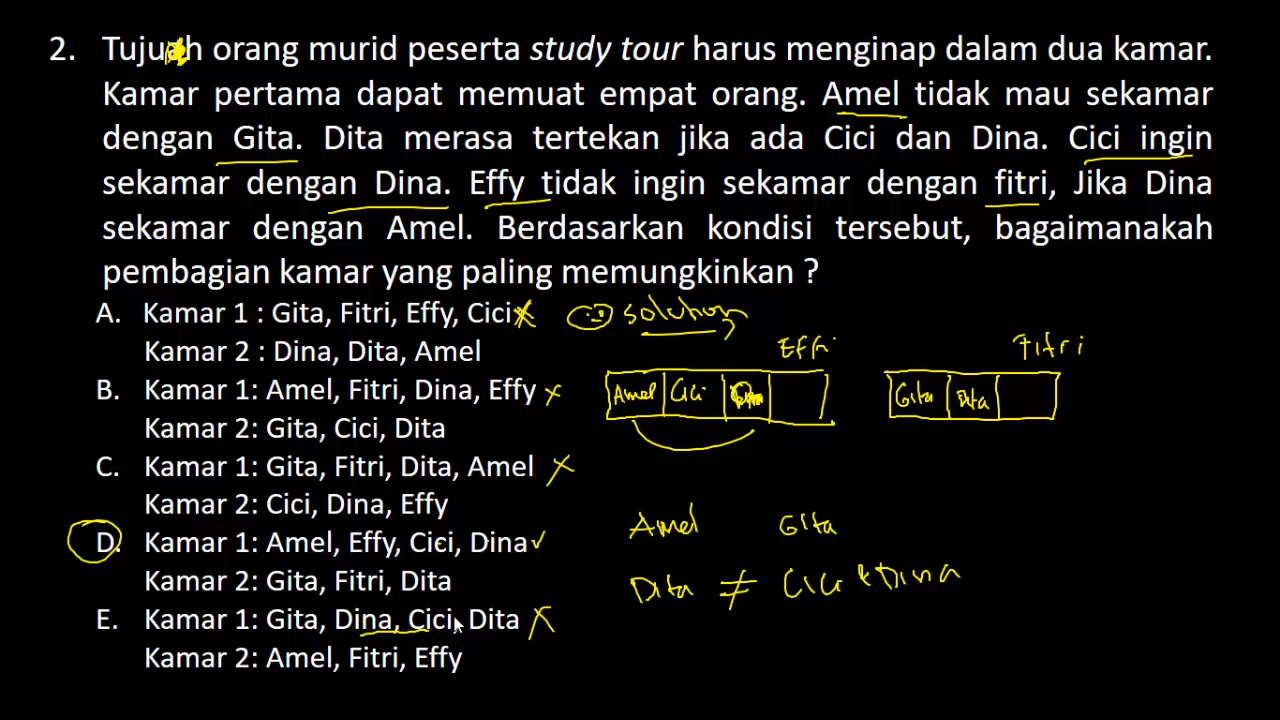 2. Tujuah orang murid peserta study tour harus menginap dalam dua kamar.
Kamar pertama dapat memuat empat orang. Amel tidak mau sekamar
dengan Gita. Dita merasa tertekan jika ada Cici dan Dina. Cici ingin
sekamar dengan Dina. Effy tidak ingin sekamar dengan fitri, Jika Dina
sekamar dengan Amel. Berdasarkan kondisi tersebut, bagaimanakah
pembagian kamar yang paling memungkinkan ?
A. Kamar 1 : Gita, Fitri, Effy, Cici
Kamar 2 : Dina, Dita, Amel
B. Kamar 1: Amel, Fitri, Dina, Effy
Kamar 2: Gita, Cici, Dita
C. Kamar 1: Gita, Fitri, Dita, Amel
Kamar 2: Cici, Dina, Effy
D. Kamar 1: Amel, Effy, Cici, Dina
Kamar 2: Gita, Fitri, Dita
E. Kamar 1: Gita, Dina, Cici, Dita
Kamar 2: Amel, Fitri, Effy
solution
Effi Fitri
Amel Cici Gita Dita
Amel Gita
Dita ≠ Cici & Dina